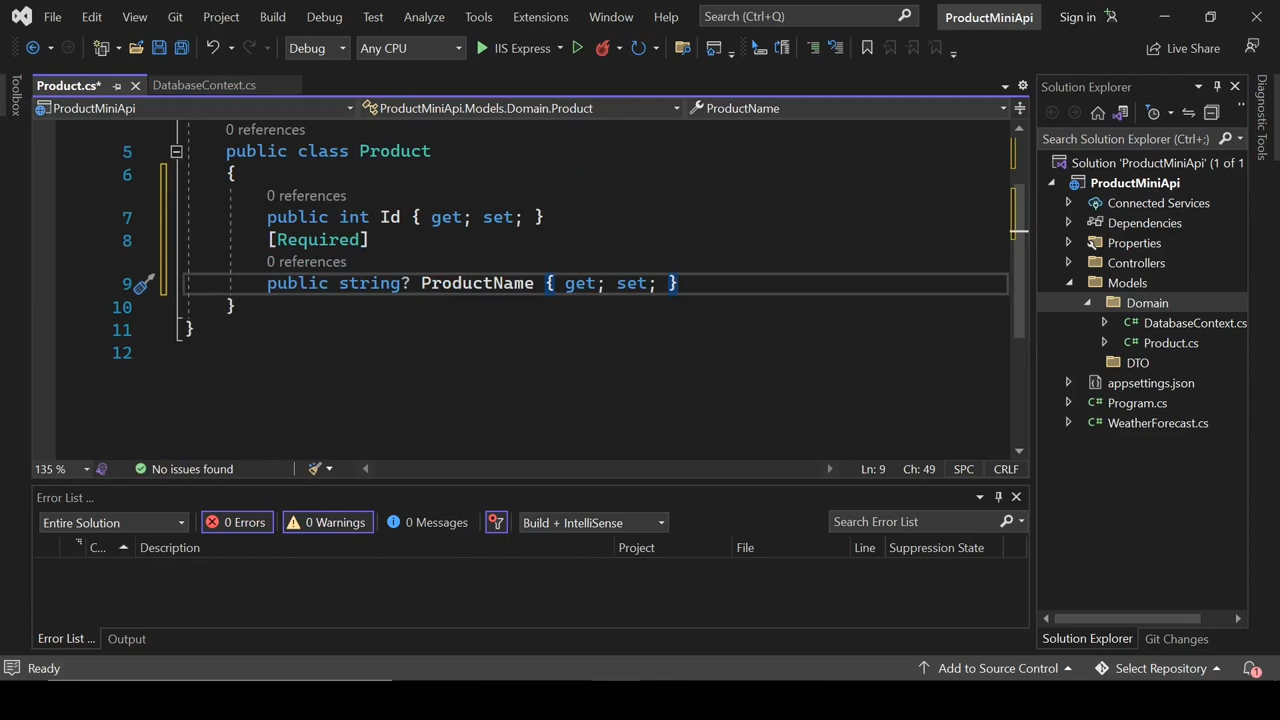 File Edit View Git Project Build Debug Test Analyze Tools Extensions Window Help Search (Ctrl+Q) ProductMiniApi Sign in
Debug Any CPU IIS Express Live Share
Toolbox
Product.cs* DatabaseContext.cs
ProductMiniApi ProductMiniApi.Models.Domain.Product ProductName
0 references
5 public class Product
6 {
0 references
7 public int Id { get; set; }
8 [Required]
0 references
9 public string? ProductName { get; set; }
10 }
11 }
12
135 % No issues found Ln: 9 Ch: 49 SPC CRLF
Error List ...
Entire Solution 0 Errors 0 Warnings 0 Messages Build + IntelliSense Search Error List
C... Description Project File Line Suppression State
Error List ... Output
Solution Explorer
Search Solution Explorer (Ctrl+;)
Solution 'ProductMiniApi' (1 of 1
ProductMiniApi
Connected Services
Dependencies
Properties
Controllers
Models
Domain
DatabaseContext.cs
Product.cs
DTO
appsettings.json
Program.cs
WeatherForecast.cs
Solution Explorer Git Changes
Diagnostic Tools
Ready Add to Source Control Select Repository 1